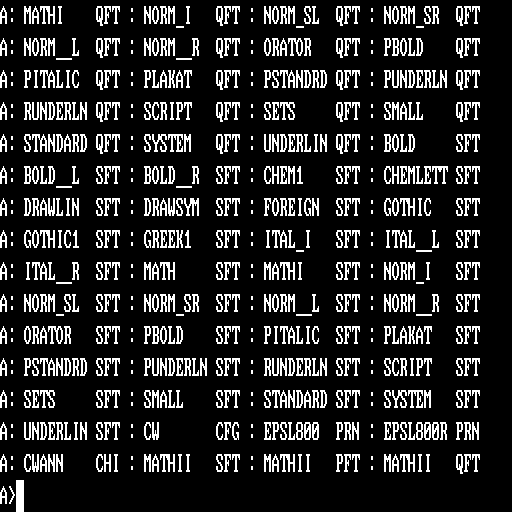 A: MATHI    QFT : NORM_I   QFT : NORM_SL  QFT : NORM_SR  QFT
A: NORM__L  QFT : NORM__R  QFT : ORATOR   QFT : PBOLD    QFT
A: PITALIC  QFT : PLAKAT   QFT : PSTANDRD QFT : PUNDERLN QFT
A: RUNDERLN QFT : SCRIPT   QFT : SETS     QFT : SMALL    QFT
A: STANDARD QFT : SYSTEM   QFT : UNDERLIN QFT : BOLD     SFT
A: BOLD__L  SFT : BOLD__R  SFT : CHEM1    SFT : CHEMLETT SFT
A: DRAWLIN  SFT : DRAWSYM  SFT : FOREIGN  SFT : GOTHIC   SFT
A: GOTHIC1  SFT : GREEK1   SFT : ITAL_I   SFT : ITAL__L  SFT
A: ITAL__R  SFT : MATH     SFT : MATHI    SFT : NORM_I   SFT
A: NORM_SL  SFT : NORM_SR  SFT : NORM__L  SFT : NORM__R  SFT
A: ORATOR   SFT : PBOLD    SFT : PITALIC  SFT : PLAKAT   SFT
A: PSTANDRD SFT : PUNDERLN SFT : RUNDERLN SFT : SCRIPT   SFT
A: SETS     SFT : SMALL    SFT : STANDARD SFT : SYSTEM   SFT
A: UNDERLIN SFT : CW       CFG : EPSL800  PRN : EPSL800R PRN
A: CWANN    CHI : MATHII   SFT : MATHII   PFT : MATHII   QFT
A>